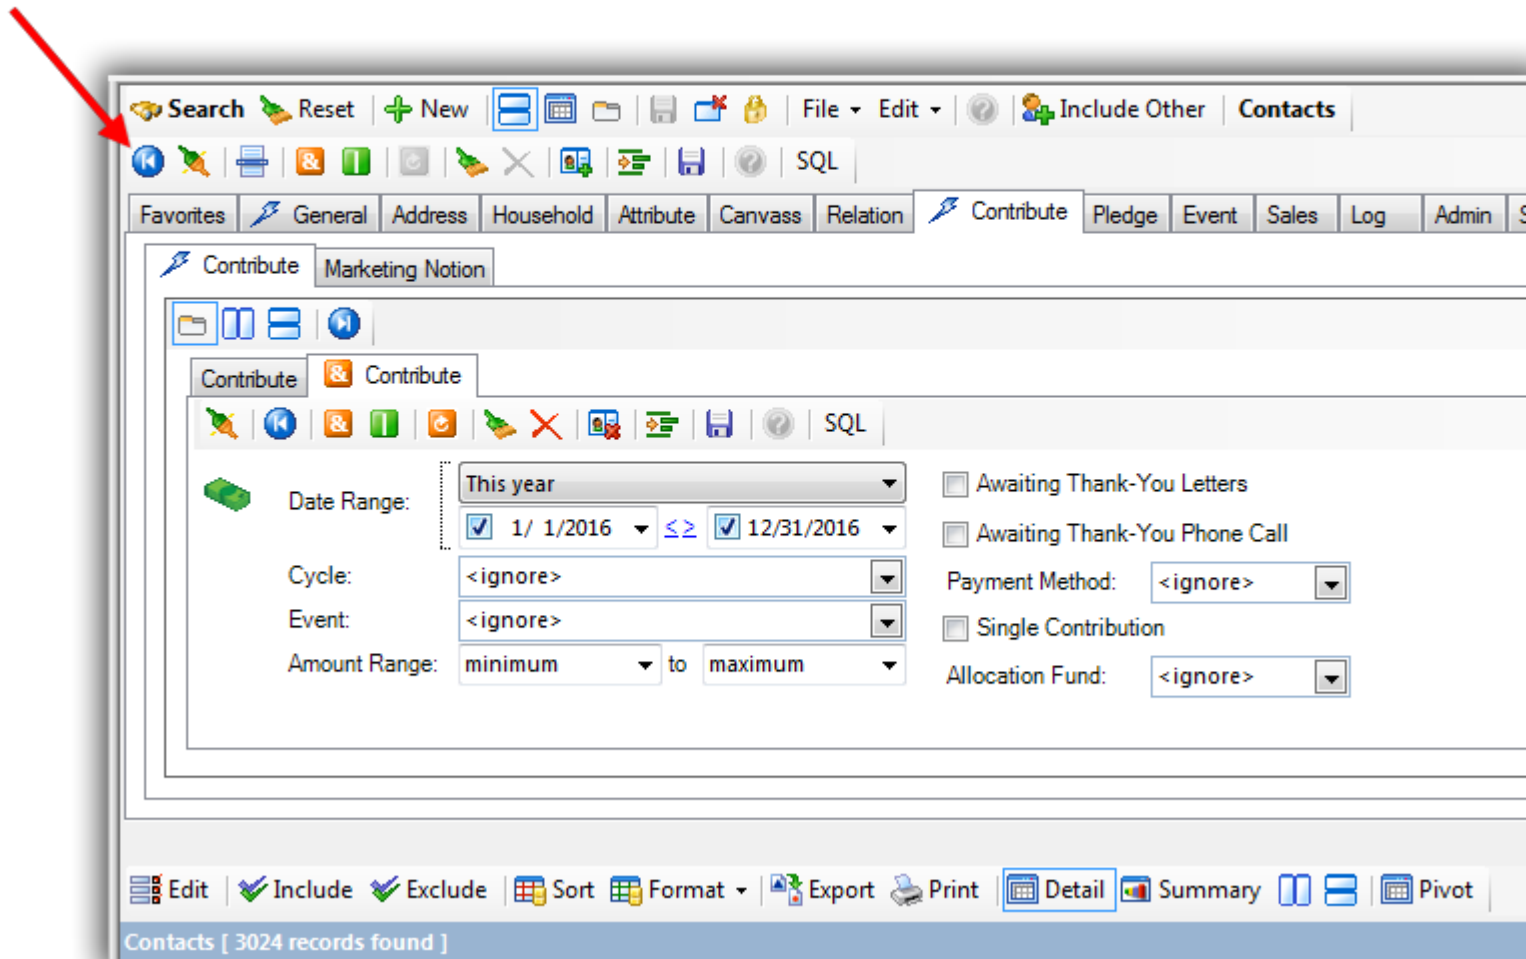 Search Reset New File Edit Include Other Contacts
& SQL
Favorites General Address Household Attribute Canvass Relation Contribute Pledge Event Sales Log Admin S
Contribute Marketing Notion
Contribute & Contribute
& SQL
Date Range: This year
1/ 1/2016 ≤ ≥ 12/31/2016
Cycle: <ignore>
Event: <ignore>
Amount Range: minimum to maximum
Awaiting Thank-You Letters
Awaiting Thank-You Phone Call
Payment Method: <ignore>
Single Contribution
Allocation Fund: <ignore>
Edit Include Exclude Sort Format Export Print Detail Summary Pivot
Contacts [ 3024 records found ]